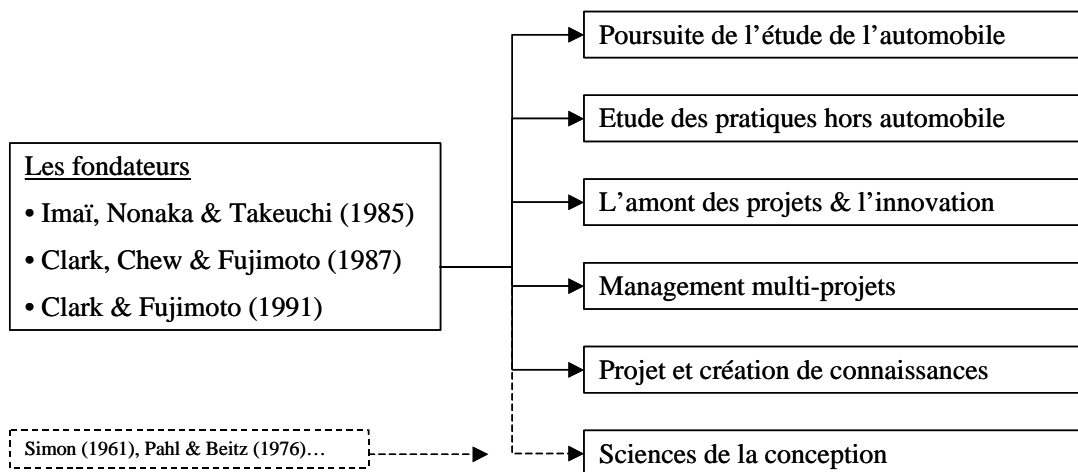 Les fondateurs
• Imaï, Nonaka & Takeuchi (1985)
• Clark, Chew & Fujimoto (1987)
• Clark & Fujimoto (1991)
Simon (1961), Pahl & Beitz (1976)…
Poursuite de l’étude de l’automobile
Etude des pratiques hors automobile
L’amont des projets & l’innovation
Management multi-projets
Projet et création de connaissances
Sciences de la conception